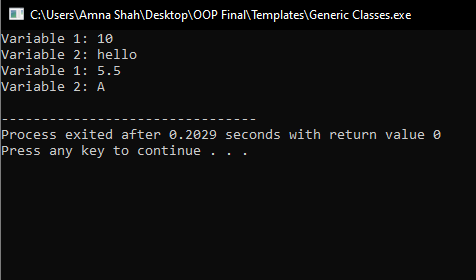 C:\Users\Amna Shah\Desktop\OOP Final\Templates\Generic Classes.exe
Variable 1: 10
Variable 2: hello
Variable 1: 5.5
Variable 2: A
--------------------------------
Process exited after 0.2029 seconds with return value 0
Press any key to continue . . .